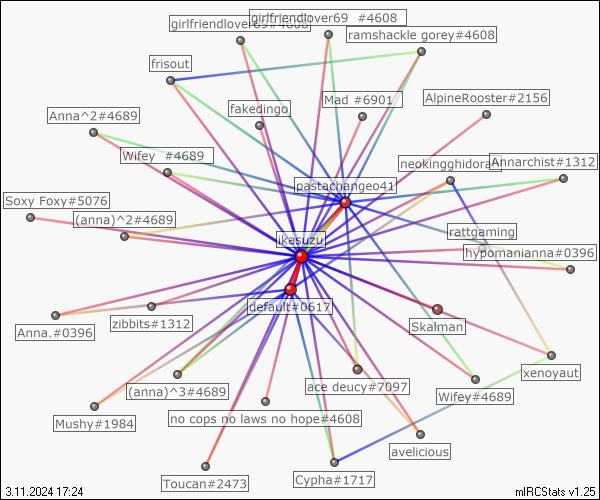 girlfriendlover69 #4608
girlfriendlover69#4608
ramshackle gorey#4608
frisout
Mad #6901
AlpineRooster#2156
fakedingo
Anna^2#4689
Wifey #4689
neokingghidora
Annarchist#1312
pastachangeo41
Soxy Foxy#5076
(anna)^2#4689
ikasuzu
rattgaming
hypomanianna#0396
default#0617
Anna.#0396
zibbits#1312
Skalman
xenoyaut
(anna)^3#4689
ace deucy#7097
Wifey#4689
Mushy#1984
no cops no laws no hope#4608
avelicious
Toucan#2473
Cypha#1717
3.11.2024 17:24
mIRCStats v1.25